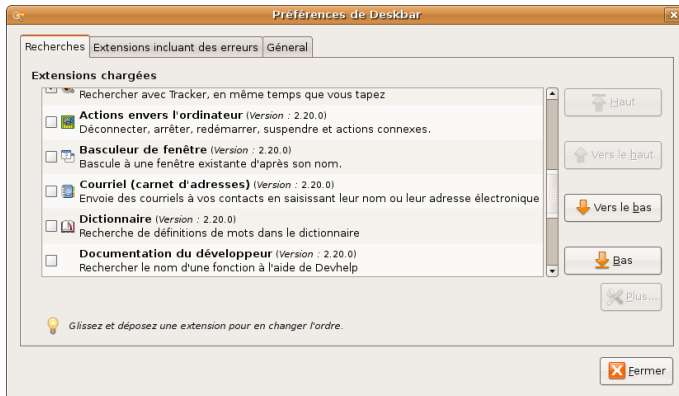 Préférences de Deskbar
Recherches Extensions incluant des erreurs Géneral
Extensions chargées
Rechercher avec Tracker, en même temps que vous tapez
Actions envers l'ordinateur (Version : 2.20.0)
Déconnecter, arrêter, redémarrer, suspendre et actions connexes.
Basculeur de fenêtre (Version : 2.20.0)
Bascule à une fenêtre existante d'après son nom.
Courriel (carnet d'adresses) (Version : 2.20.0)
Envoie des courriels à vos contacts en saisissant leur nom ou leur adresse électronique
Dictionnaire (Version : 2.20.0)
Recherche de définitions de mots dans le dictionnaire
Documentation du développeur (Version : 2.20.0)
Rechercher le nom d'une fonction à l'aide de Devhelp
Haut
Vers le haut
Vers le bas
Bas
Plus...
Glissez et déposez une extension pour en changer l'ordre.
Fermer